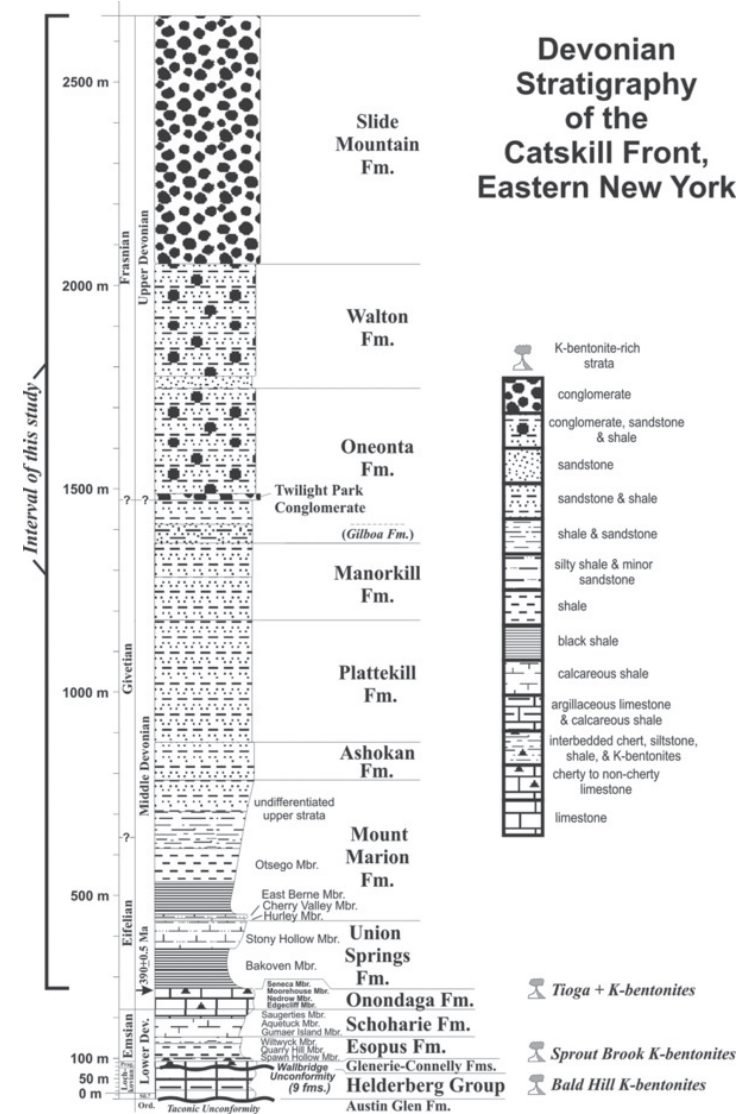 Devonian
Stratigraphy
of the
Catskill Front,
Eastern New York
2500 m
2000 m
1500 m
1000 m
500 m
100 m
50 m
0 m
Interval of this study
Frasnian
Givetian
Eifelian
Emsian
Upper Devonian
Middle Devonian
390±0.5 Ma
Lower Dev.
Ord.
?
?
?
Slide
Mountain
Fm.
Walton
Fm.
Oneonta
Fm.
Twilight Park
Conglomerate
(Gilboa Fm.)
Manorkill
Fm.
Plattekill
Fm.
Ashokan
Fm.
undifferentiated
upper strata
Mount
Marion
Fm.
Otsego Mbr.
East Berne Mbr.
Cherry Valley Mbr.
Hurley Mbr.
Union
Springs
Fm.
Stony Hollow Mbr.
Bakoven Mbr.
Seneca Mbr.
Moorehouse Mbr.
Nedrow Mbr.
Edgecliff Mbr.
Onondaga Fm.
Saugerties Mbr.
Aquetuck Mbr.
Gumaer Island Mbr.
Schoharie Fm.
Wiltwyck Mbr.
Quarry Hill Mbr.
Spawn Hollow Mbr.
Esopus Fm.
Glenerie-Connelly Fms.
Wallbridge
Unconformity
(9 fms.)
Helderberg Group
Taconic Unconformity
Austin Glen Fm.
K-bentonite-rich
strata
conglomerate
conglomerate, sandstone
& shale
sandstone
sandstone & shale
shale & sandstone
silty shale & minor
sandstone
shale
black shale
calcareous shale
argillaceous limestone
& calcareous shale
interbedded chert, siltstone,
shale, & K-bentonites
cherty to non-cherty
limestone
limestone
Tioga + K-bentonites
Sprout Brook K-bentonites
Bald Hill K-bentonites